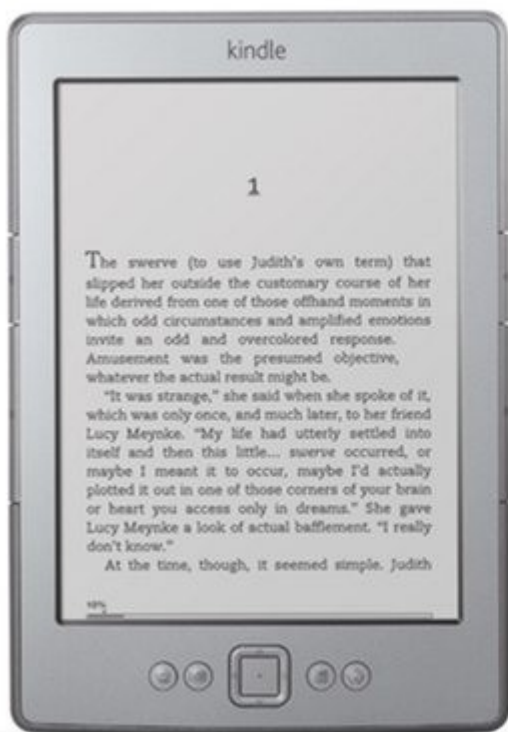 kindle
1
The swerve (to use Judith's own term) that
slipped her outside the customary course of her
life derived from one of those offhand moments in
which odd circumstances and amplified emotions
invite an odd and overcolored response.
Amusement was the presumed objective,
whatever the actual result might be.
"It was strange," she said when she spoke of it,
which was only once, and much later, to her friend
Lucy Meynke. "My life had utterly settled into
itself and then this little... swerve occurred, or
maybe I meant it to occur, maybe I'd actually
plotted it out in one of those corners of your brain
or heart you access only in dreams." She gave
Lucy Meynke a look of actual bafflement. "I really
don't know."
At the time, though, it seemed simple. Judith
10%